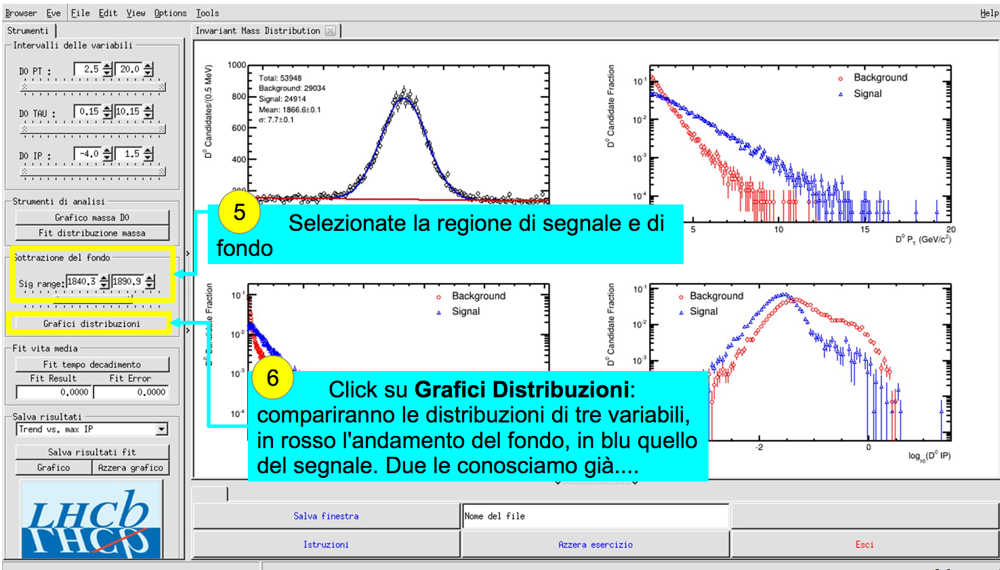 Browser Eve File Edit View Options Tools Help
Strumenti
Invariant Mass Distribution
Intervalli delle variabili
D0 PT : 2.5 20.0
D0 TAU : 0.15 10.15
D0 IP : -4.0 1.5
Strumenti di analisi
Grafico massa D0
Fit distribuzione massa
Sottrazione del fondo
Sig range: 1840.3 1890.9
Grafici distribuzioni
Fit vita media
Fit tempo decadimento
Fit Result Fit Error
0.0000 0.0000
Salva risultati
Trend vs. max IP
Salva risultati fit
Grafico Azzera grafico
LHCb
LHCb
D⁰ Candidates/(0.5 MeV)
1000
800
600
400
200
Total: 53948
Background: 29034
Signal: 24914
Mean: 1866.6±0.1
σ: 7.7±0.1
D⁰ Candidate Fraction
10⁻¹
10⁻²
10⁻³
10⁻⁴
Background
Signal
5 10 15 20
D⁰ P_T (GeV/c²)
5
Selezionate la regione di segnale e di
fondo
D⁰ Candidate Fraction
10⁻¹
10⁻²
10⁻³
10⁻⁴
Background
Signal
D⁰ Candidate Fraction
10⁻¹
10⁻²
10⁻³
10⁻⁴
Background
Signal
-2 0
log₁₀(D⁰ IP)
6
Click su Grafici Distribuzioni:
compariranno le distribuzioni di tre variabili,
in rosso l'andamento del fondo, in blu quello
del segnale. Due le conosciamo già....
Salva finestra Nome del file
Istruzioni Azzera esercizio Esci